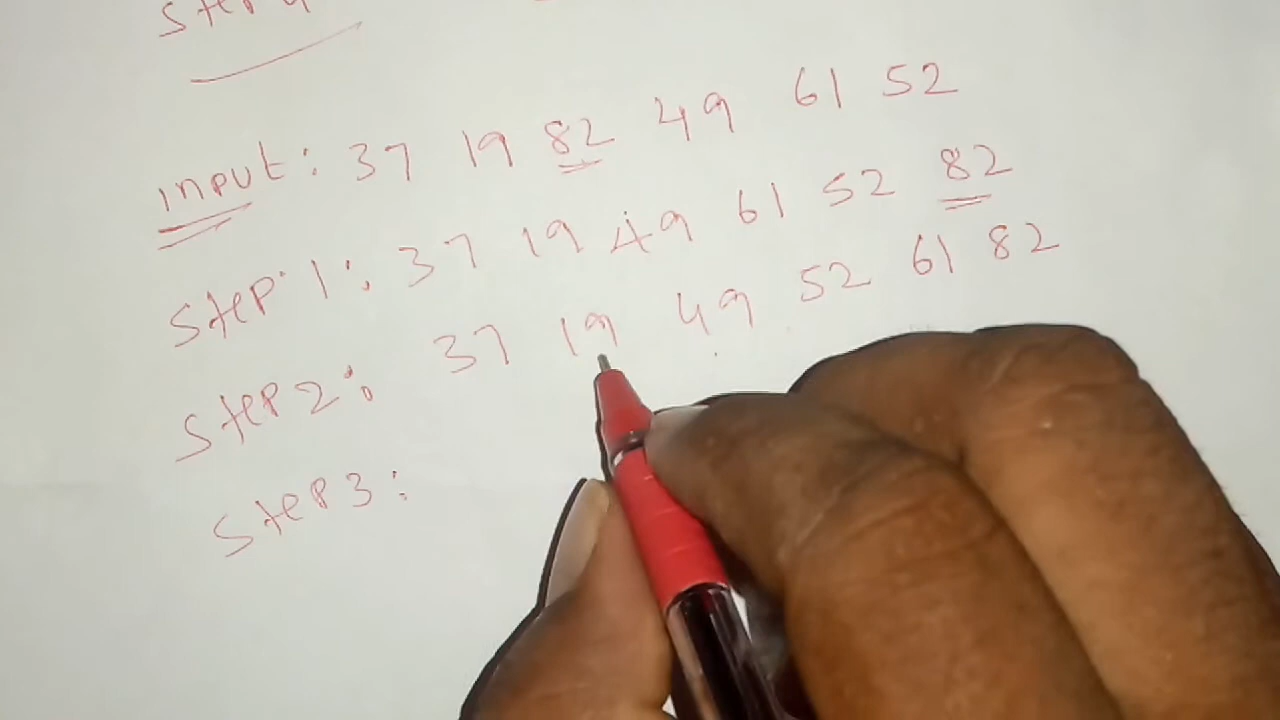 Input: 37 19 82 49 61 52
Step 1: 37 19 49 61 52 82
Step 2: 37 19 49 52 61 82
Step 3: